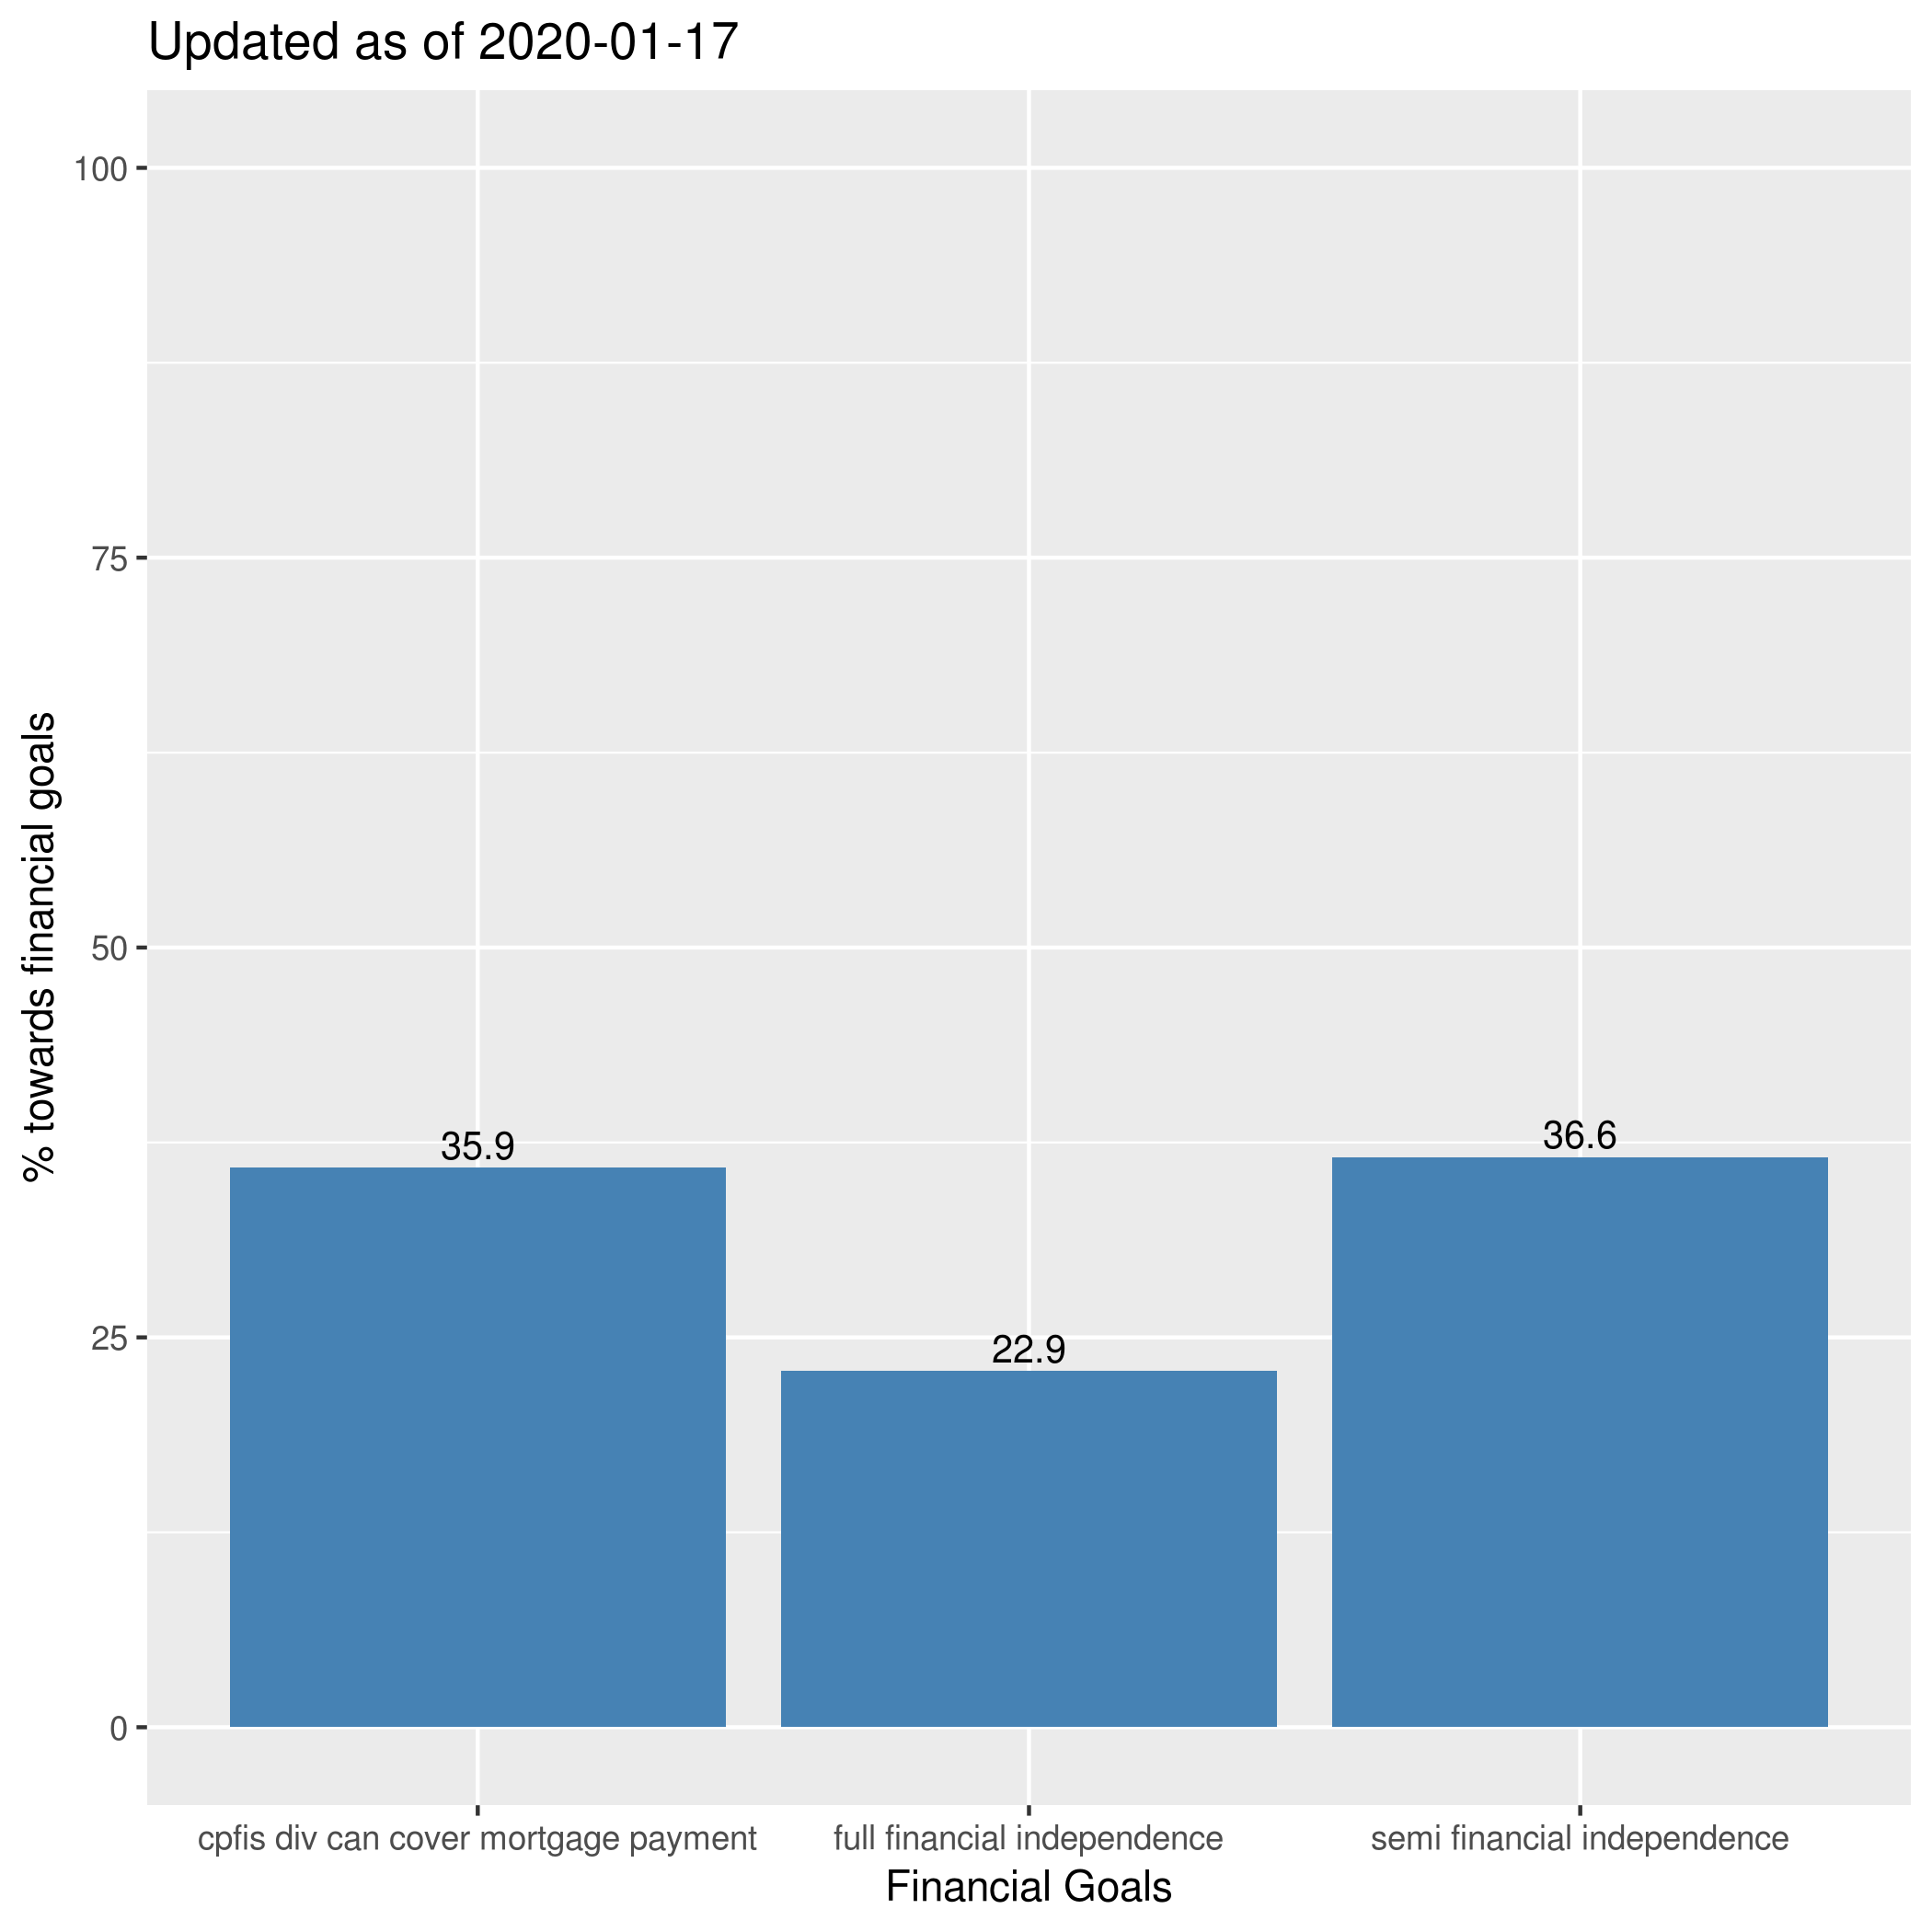 Updated as of 2020-01-17
% towards financial goals
100
75
50
25
0
35.9
22.9
36.6
cpfis div can cover mortgage payment
full financial independence
semi financial independence
Financial Goals